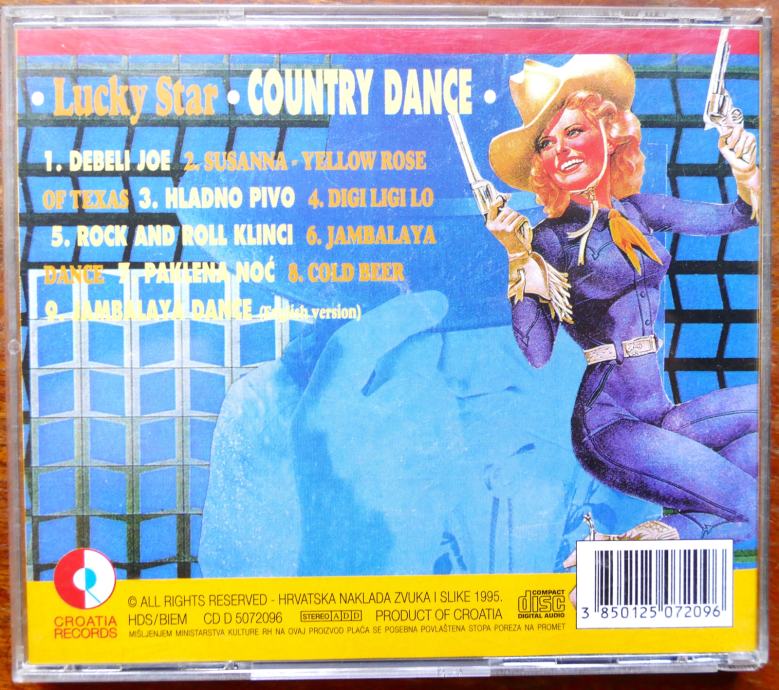 • Lucky Star • COUNTRY DANCE •
1. DEBELI JOE 2. SUSANNA - YELLOW ROSE
OF TEXAS 3. HLADNO PIVO 4. DIGI LIGI LO
5. ROCK AND ROLL KLINCI 6. JAMBALAYA
DANCE 7. PAKLENA NOĆ 8. COLD BEER
9. JAMBALAYA DANCE (English version)
CROATIA
RECORDS
© ALL RIGHTS RESERVED - HRVATSKA NAKLADA ZVUKA I SLIKE 1995.
HDS/BIEM CD D 5072096 STEREO ADD PRODUCT OF CROATIA
MIŠLJENJEM MINISTARSTVA KULTURE RH NA OVAJ PROIZVOD PLAĆA SE POSEBNA POVLAŠTENA STOPA POREZA NA PROMET
COMPACT
disc
DIGITAL AUDIO
3 850125 072096